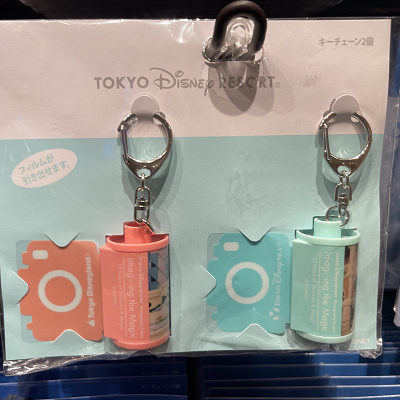 キーチェーン2個
TOKYO Disney RESORT®
フィルムが
引き出せます。
Tokyo Disneyland
Imagining the Magic
Tokyo DisneySea
Imagining the Magic